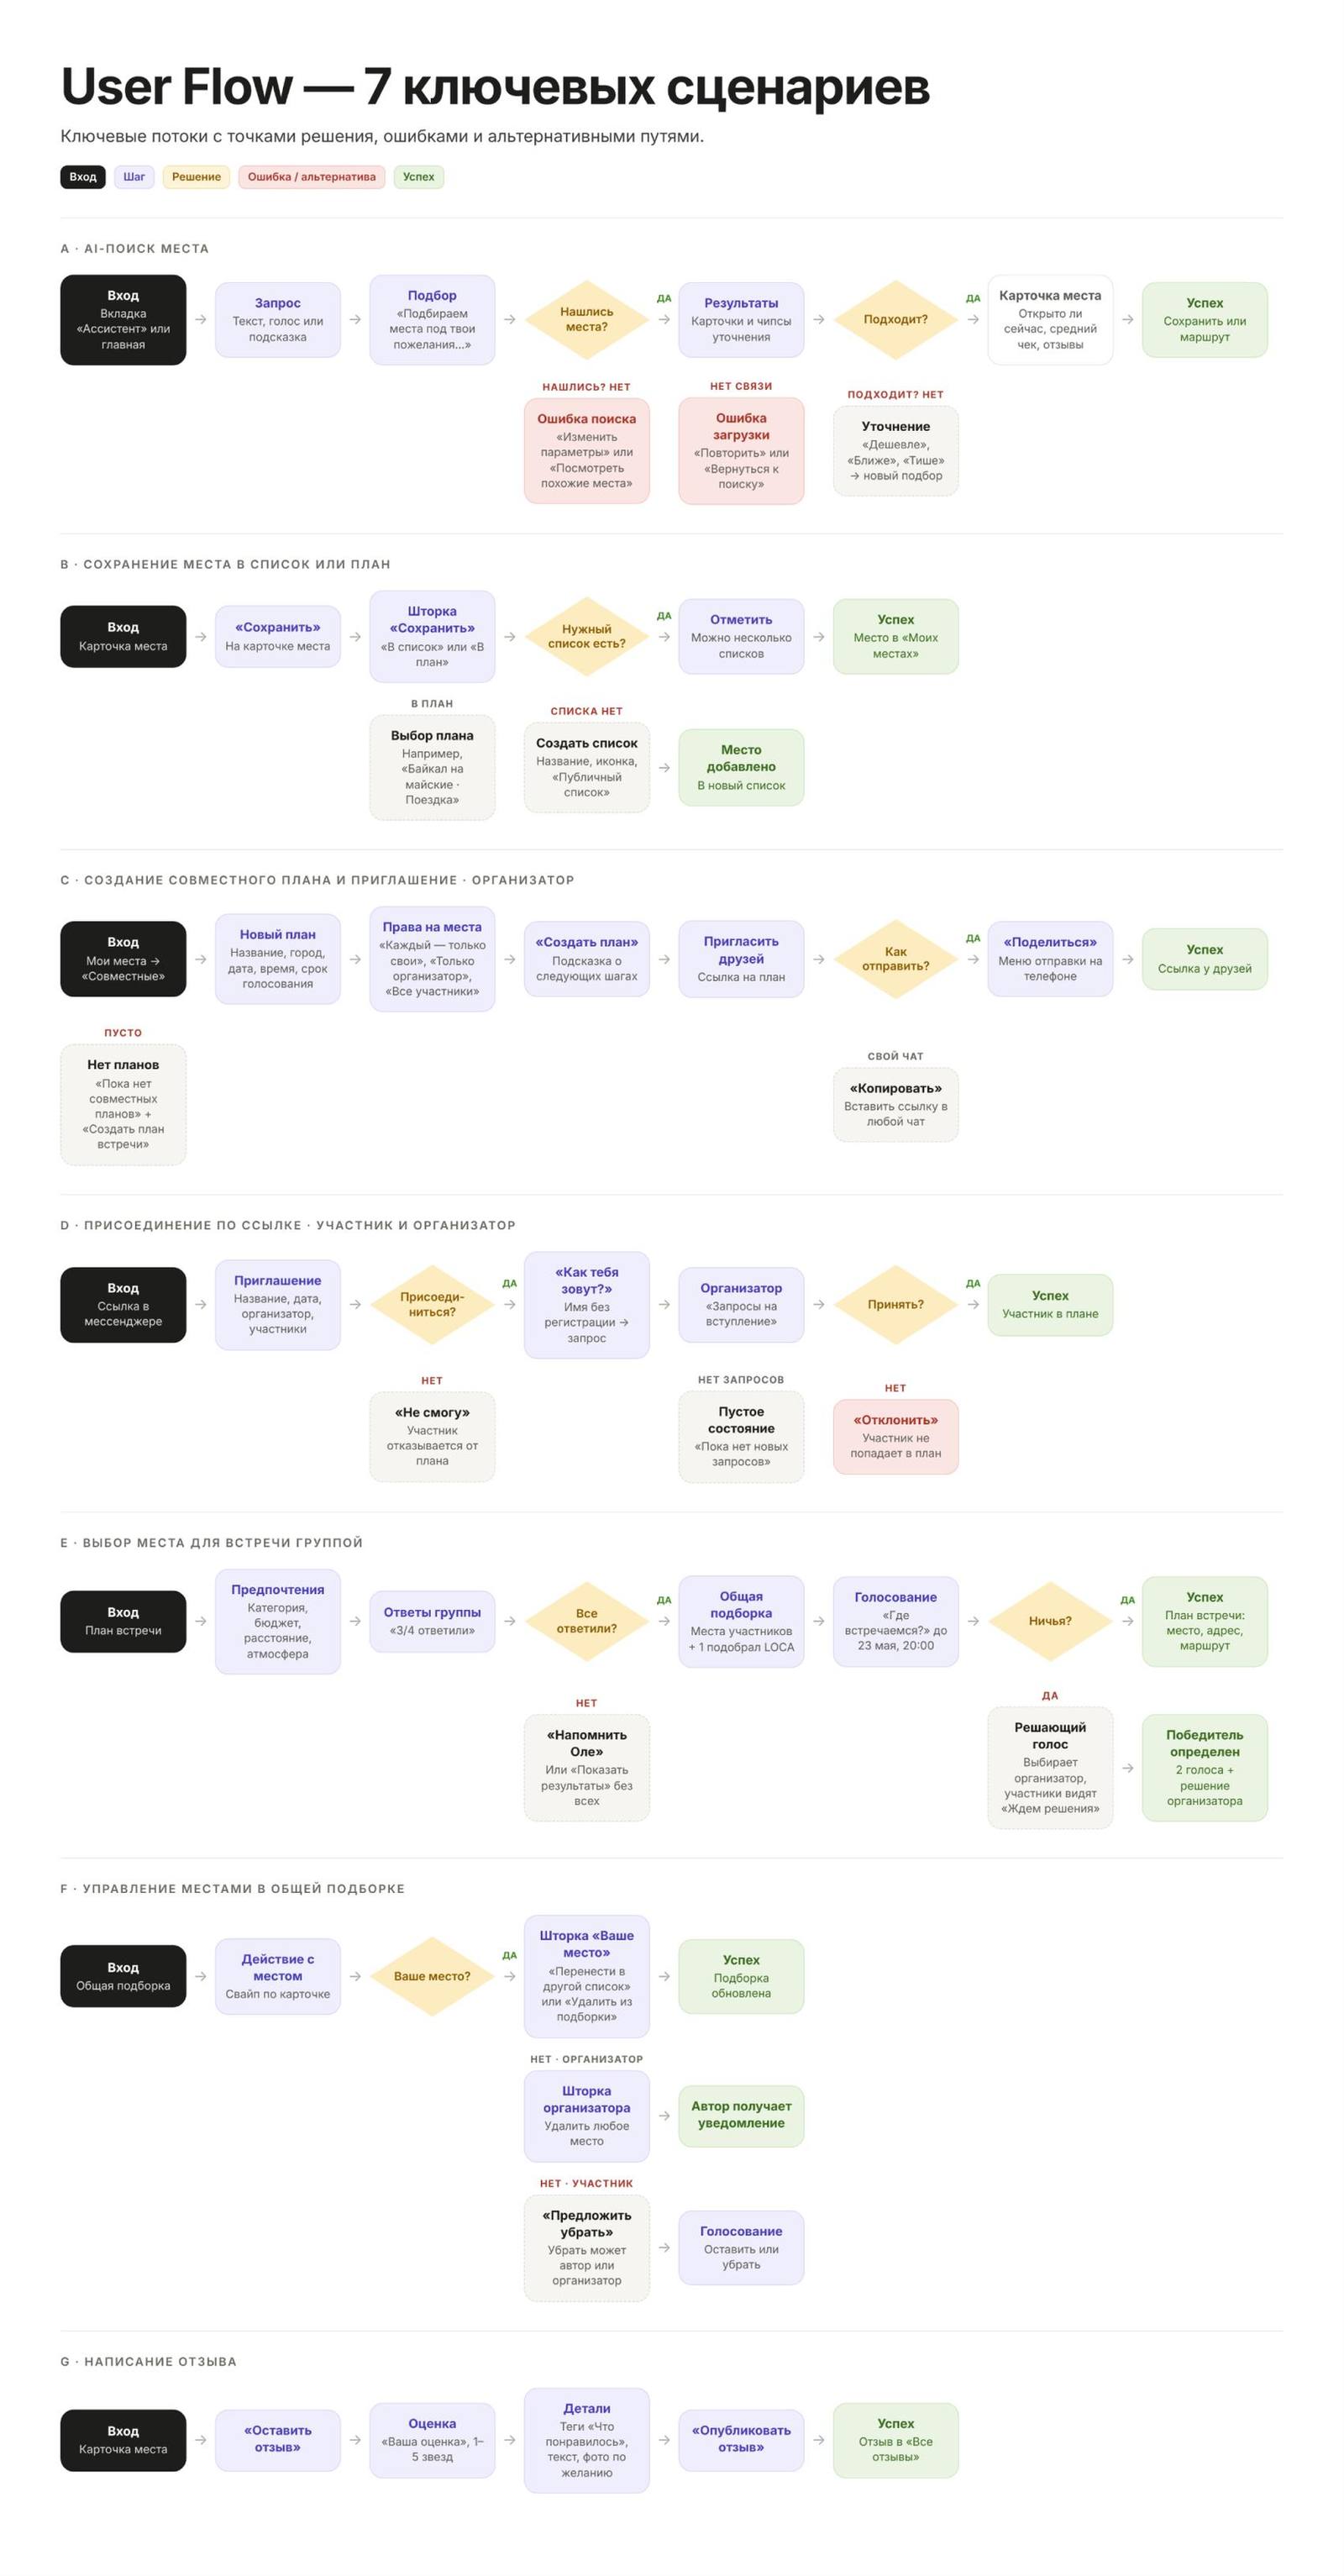 User Flow — 7 ключевых сценариев
Ключевые потоки с точками решения, ошибками и альтернативными путями.
Вход
Шаг
Решение
Ошибка / альтернатива
Успех
A · AI-ПОИСК МЕСТА
Вход
Вкладка
«Ассистент» или
главная
→
Запрос
Текст, голос или
подсказка
→
Подбор
«Подбираем
места под твои
пожелания...»
→
Нашлись
места?
ДА
→
Результаты
Карточки и чипсы
уточнения
→
Подходит?
ДА
→
Карточка места
Открыто ли
сейчас, средний
чек, отзывы
→
Успех
Сохранить или
маршрут
НАШЛИСЬ? НЕТ
Ошибка поиска
«Изменить
параметры» или
«Посмотреть
похожие места»
НЕТ СВЯЗИ
Ошибка
загрузки
«Повторить» или
«Вернуться к
поиску»
ПОДХОДИТ? НЕТ
Уточнение
«Дешевле»,
«Ближе», «Тише»
→ новый подбор
B · СОХРАНЕНИЕ МЕСТА В СПИСОК ИЛИ ПЛАН
Вход
Карточка места
→
«Сохранить»
На карточке места
→
Шторка
«Сохранить»
«В список» или «В
план»
→
Нужный
список есть?
ДА
→
Отметить
Можно несколько
списков
→
Успех
Место в «Моих
местах»
В ПЛАН
Выбор плана
Например,
«Байкал на
майские ·
Поездка»
СПИСКА НЕТ
Создать список
Название, иконка,
«Публичный
список»
→
Место
добавлено
В новый список
C · СОЗДАНИЕ СОВМЕСТНОГО ПЛАНА И ПРИГЛАШЕНИЕ · ОРГАНИЗАТОР
Вход
Мои места →
«Совместные»
→
Новый план
Название, город,
дата, время, срок
голосования
→
Права на места
«Каждый — только
свои», «Только
организатор»,
«Все участники»
→
«Создать план»
Подсказка о
следующих шагах
→
Пригласить
друзей
Ссылка на план
→
Как
отправить?
ДА
→
«Поделиться»
Меню отправки на
телефоне
→
Успех
Ссылка у друзей
ПУСТО
Нет планов
«Пока нет
совместных
планов» +
«Создать план
встречи»
СВОЙ ЧАТ
«Копировать»
Вставить ссылку в
любой чат
D · ПРИСОЕДИНЕНИЕ ПО ССЫЛКЕ · УЧАСТНИК И ОРГАНИЗАТОР
Вход
Ссылка в
мессенджере
→
Приглашение
Название, дата,
организатор,
участники
→
Присоеди-
ниться?
ДА
→
«Как тебя
зовут?»
Имя без
регистрации →
запрос
→
Организатор
«Запросы на
вступление»
→
Принять?
ДА
→
Успех
Участник в плане
НЕТ
«Не смогу»
Участник
отказывается от
плана
НЕТ ЗАПРОСОВ
Пустое
состояние
«Пока нет новых
запросов»
НЕТ
«Отклонить»
Участник не
попадает в план
E · ВЫБОР МЕСТА ДЛЯ ВСТРЕЧИ ГРУППОЙ
Вход
План встречи
→
Предпочтения
Категория,
бюджет,
расстояние,
атмосфера
→
Ответы группы
«3/4 ответили»
→
Все
ответили?
ДА
→
Общая
подборка
Места участников
+ 1 подобрал LOCA
→
Голосование
«Где
встречаемся?» до
23 мая, 20:00
→
Ничья?
ДА
→
Успех
План встречи:
место, адрес,
маршрут
НЕТ
«Напомнить
Оле»
Или «Показать
результаты» без
всех
ДА
Решающий
голос
Выбирает
организатор,
участники видят
«Ждем решения»
→
Победитель
определен
2 голоса +
решение
организатора
F · УПРАВЛЕНИЕ МЕСТАМИ В ОБЩЕЙ ПОДБОРКЕ
Вход
Общая подборка
→
Действие с
местом
Свайп по карточке
→
Ваше место?
ДА
→
Шторка «Ваше
место»
«Перенести в
другой список»
или «Удалить из
подборки»
→
Успех
Подборка
обновлена
НЕТ · ОРГАНИЗАТОР
Шторка
организатора
Удалить любое
место
→
Автор получает
уведомление
НЕТ · УЧАСТНИК
«Предложить
убрать»
Убрать может
автор или
организатор
→
Голосование
Оставить или
убрать
G · НАПИСАНИЕ ОТЗЫВА
Вход
Карточка места
→
«Оставить
отзыв»
→
Оценка
«Ваша оценка», 1–
5 звезд
→
Детали
Теги «Что
понравилось»,
текст, фото по
желанию
→
«Опубликовать
отзыв»
→
Успех
Отзыв в «Все
отзывы»